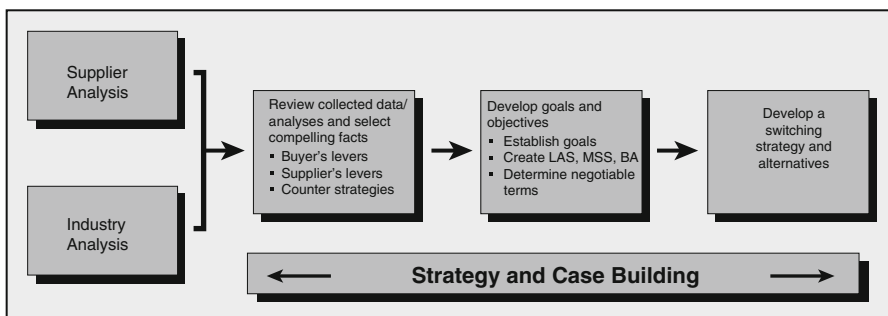 Supplier
Analysis
Industry
Analysis
Review collected data/
analyses and select
compelling facts
▪ Buyer's levers
▪ Supplier's levers
▪ Counter strategies
Develop goals and
objectives
▪ Establish goals
▪ Create LAS, MSS, BA
▪ Determine negotiable
terms
Develop a
switching
strategy and
alternatives
Strategy and Case Building